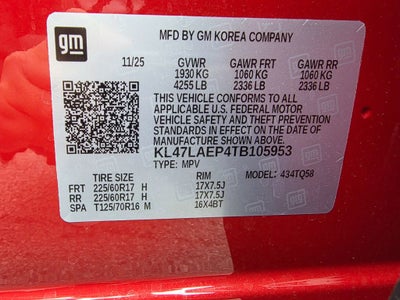 gm
MFD BY GM KOREA COMPANY
11/25 GVWR GAWR FRT GAWR RR
1930 KG 1060 KG 1060 KG
4255 LB 2336 LB 2336 LB
THIS VEHICLE CONFORMS TO ALL
APPLICABLE U.S. FEDERAL MOTOR
VEHICLE SAFETY AND THEFT PREVENTION
STANDARDS IN EFFECT ON THE DATE OF
MANUFACTURE SHOWN ABOVE.
KL47LAEP4TB105953
TYPE: MPV MODEL: 434TQ58
TIRE SIZE RIM
FRT 225/60R17 H 17X7.5J
RR 225/60R17 H 17X7.5J
SPA T125/70R16 M 16X4BT